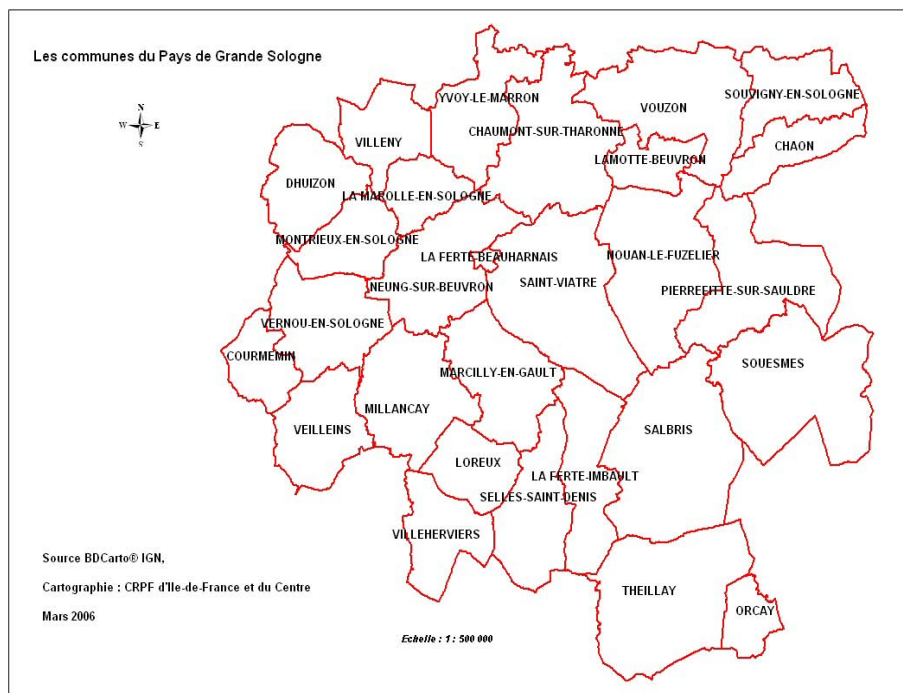 Les communes du Pays de Grande Sologne
N
W E
S
YVOY-LE-MARRON
SOUVIGNY-EN-SOLOGNE
VOUZON
CHAUMONT-SUR-THARONNE
VILLENY
CHAON
LAMOTTE-BEUVRON
DHUIZON
LA MAROLLE-EN-SOLOGNE
MONTRIEUX-EN-SOLOGNE
LA FERTE-BEAUHARNAIS
NOUAN-LE-FUZELIER
SAINT-VIATRE
NEUNG-SUR-BEUVRON
PIERREFITTE-SUR-SAULDRE
VERNOU-EN-SOLOGNE
COURMEMIN
SOUESMES
MARCILLY-EN-GAULT
MILLANCAY
VEILLEINS
SALBRIS
LOREUX
LA FERTE-IMBAULT
SELLES-SAINT-DENIS
VILLEHERVIERS
THEILLAY
ORCAY
Source BDCarto® IGN,
Cartographie : CRPF d'Ile-de-France et du Centre
Mars 2006
Echelle : 1 : 500 000